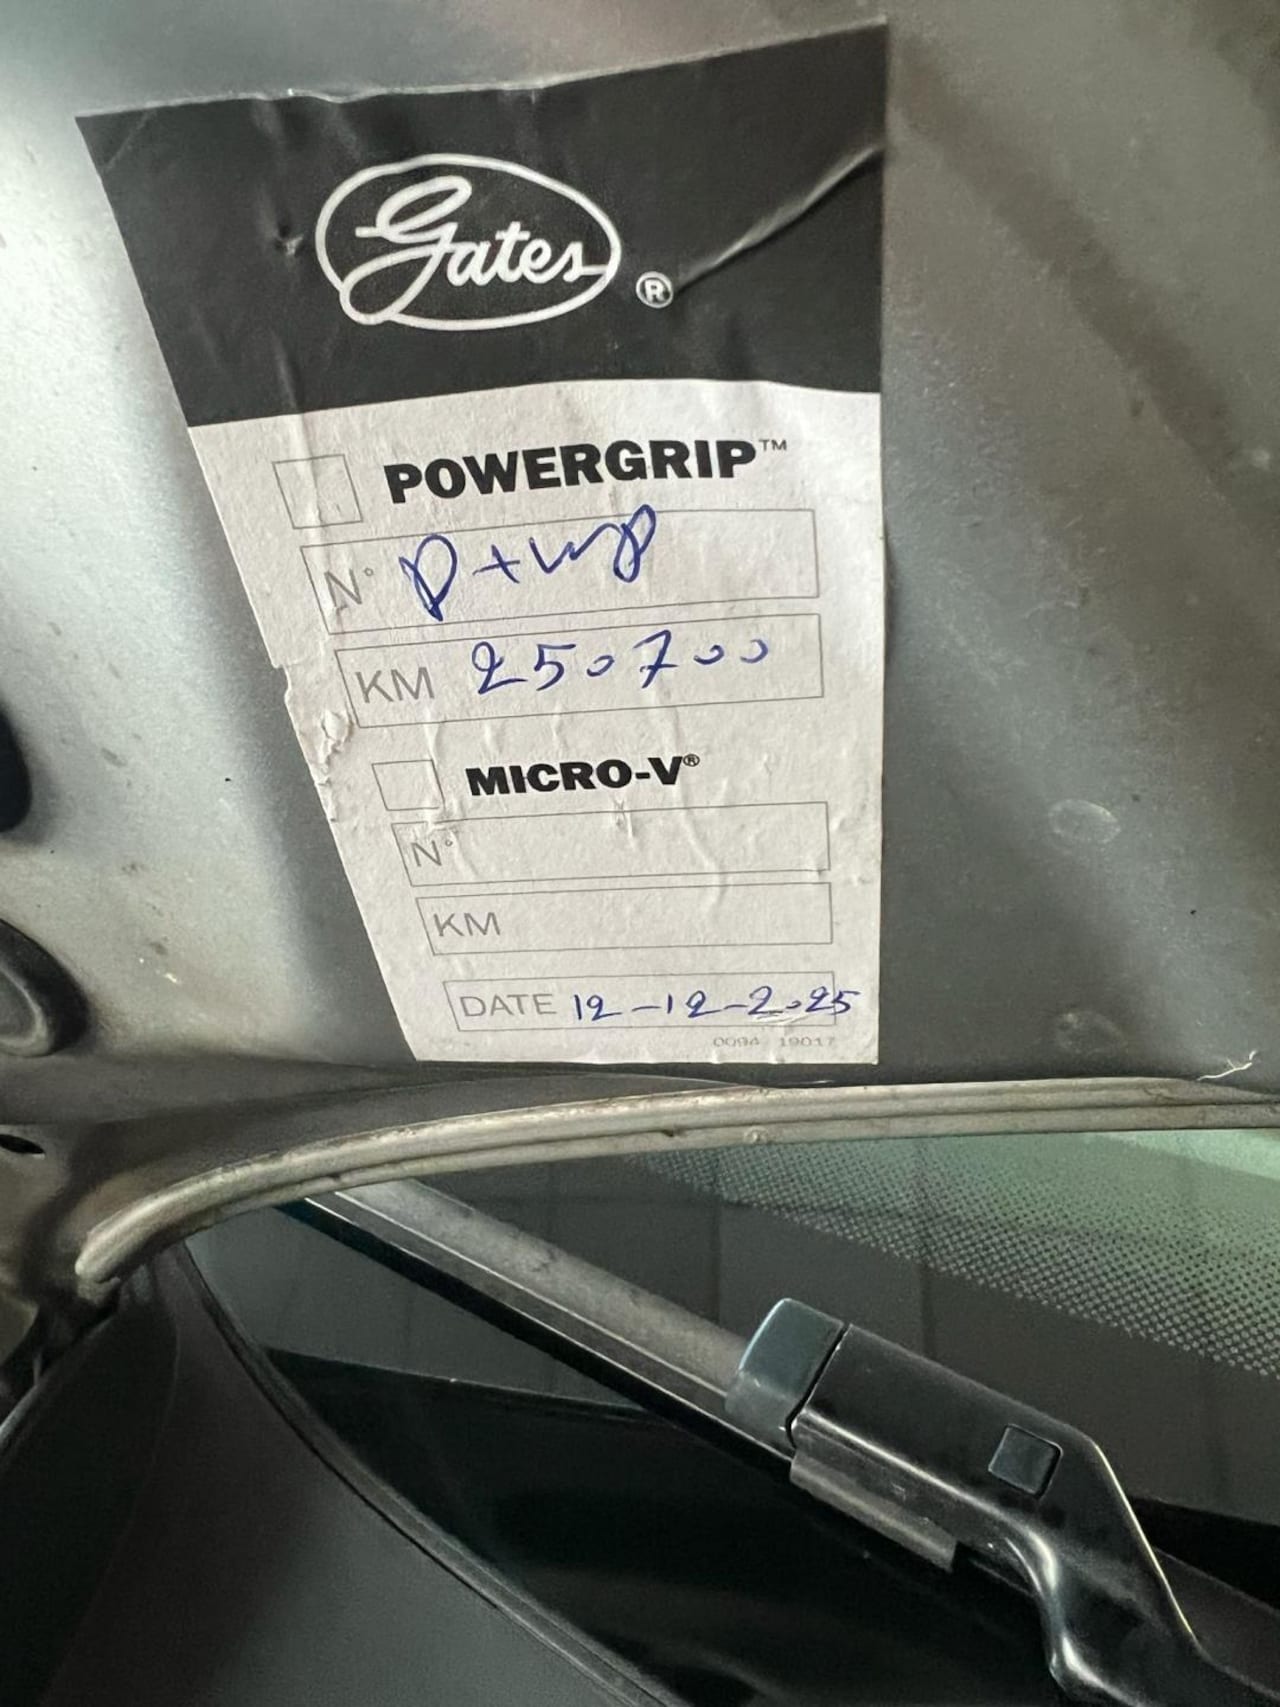 Gates ®
POWERGRIP™
N° P+wp
KM 250700
MICRO-V®
N°
KM
DATE 12-12-2025
0094 19017